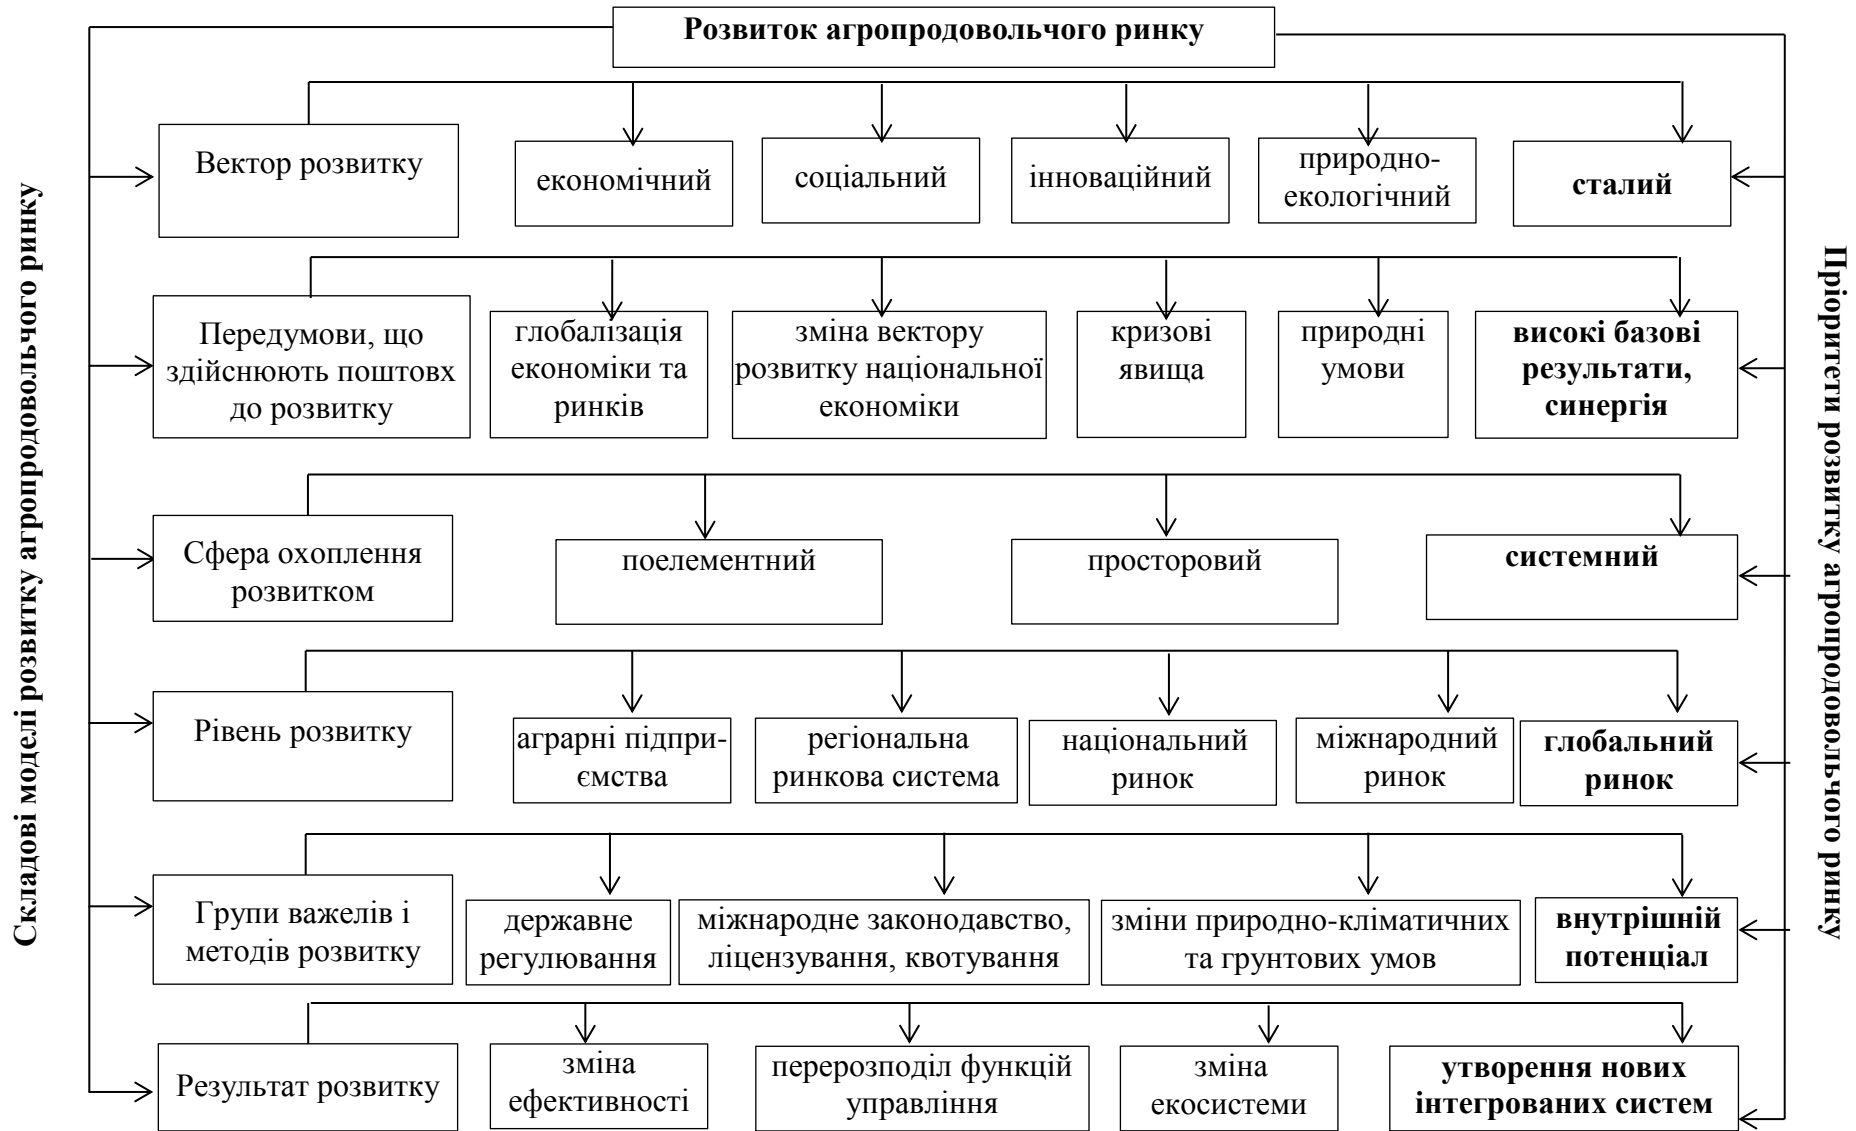 Розвиток агропродовольчого ринку
Складові моделі розвитку агропродовольчого ринку
Вектор розвитку
економічний
соціальний
інноваційний
природно-
екологічний
сталий
Передумови, що
здійснюють поштовх
до розвитку
глобалізація
економіки та
ринків
зміна вектору
розвитку національної
економіки
кризові
явища
природні
умови
високі базові
результати,
синергія
Сфера охоплення
розвитком
поелементний
просторовий
системний
Рівень розвитку
аграрні підпри-
ємства
регіональна
ринкова система
національний
ринок
міжнародний
ринок
глобальний
ринок
Групи важелів і
методів розвитку
державне
регулювання
міжнародне законодавство,
ліцензування, квотування
зміни природно-кліматичних
та грунтових умов
внутрішній
потенціал
Результат розвитку
зміна
ефективності
перерозподіл функцій
управління
зміна
екосистеми
утворення нових
інтегрованих систем
Пріоритети розвитку агропродовольчого ринку